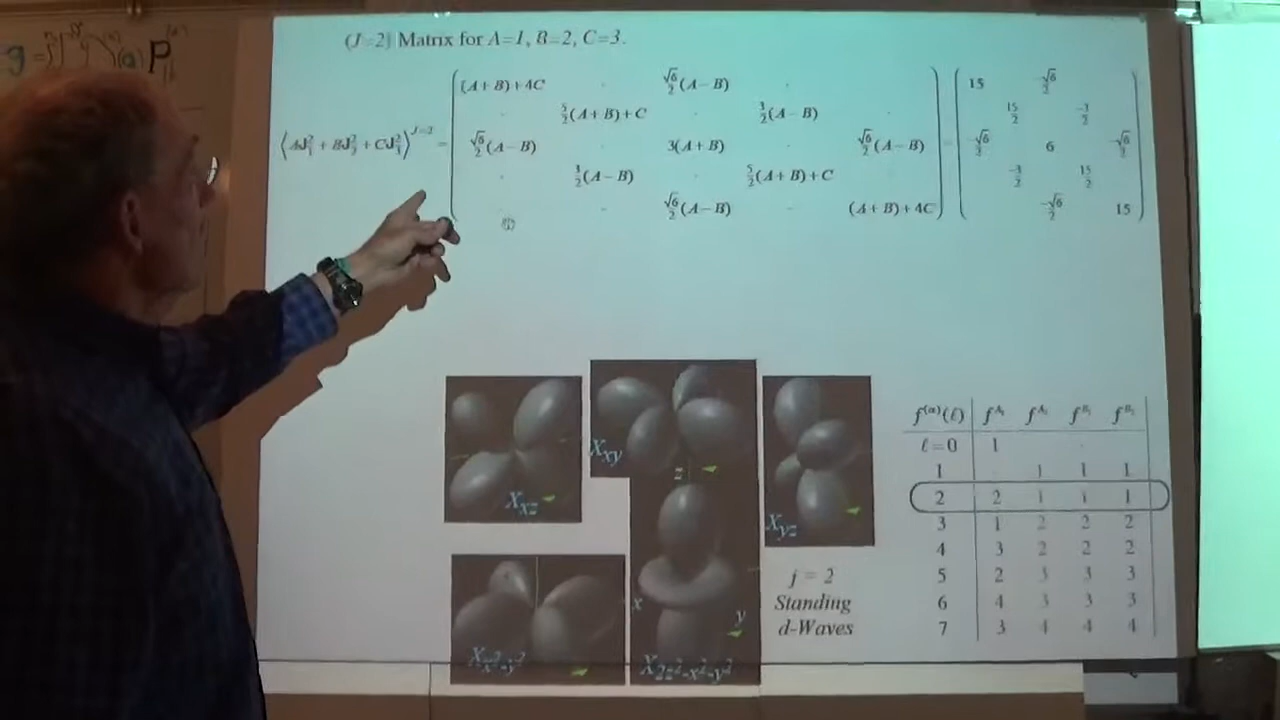 (J=2) Matrix for A=1, B=2, C=3.
(A+B)+4C · √6/2(A−B) · 15 −√6/2
· 5/2(A+B)+C 3/2(A−B) 15/2 −3/2
⟨AJ₁²+BJ₂²+CJ₃²⟩^J=2 = √6/2(A−B) 3(A+B) √6/2(A−B) = −√6/2 6 −√6/2
· 3/2(A−B) · 5/2(A+B)+C −3/2 15/2
· √6/2(A−B) · (A+B)+4C −√6/2 15
X_xz
X_xy
X_yz
z
x
y
X_x²-y²
X_2z²-x²-y²
j = 2
Standing
d-Waves
f^(α)(ℓ) f^A₁ f^A₂ f^B₁ f^B₂
ℓ=0 1 · ·
1 1 1 1
2 2 1 1 1
3 1 2 2 2
4 3 2 2 2
5 2 3 3 3
6 4 3 3 3
7 3 4 4 4